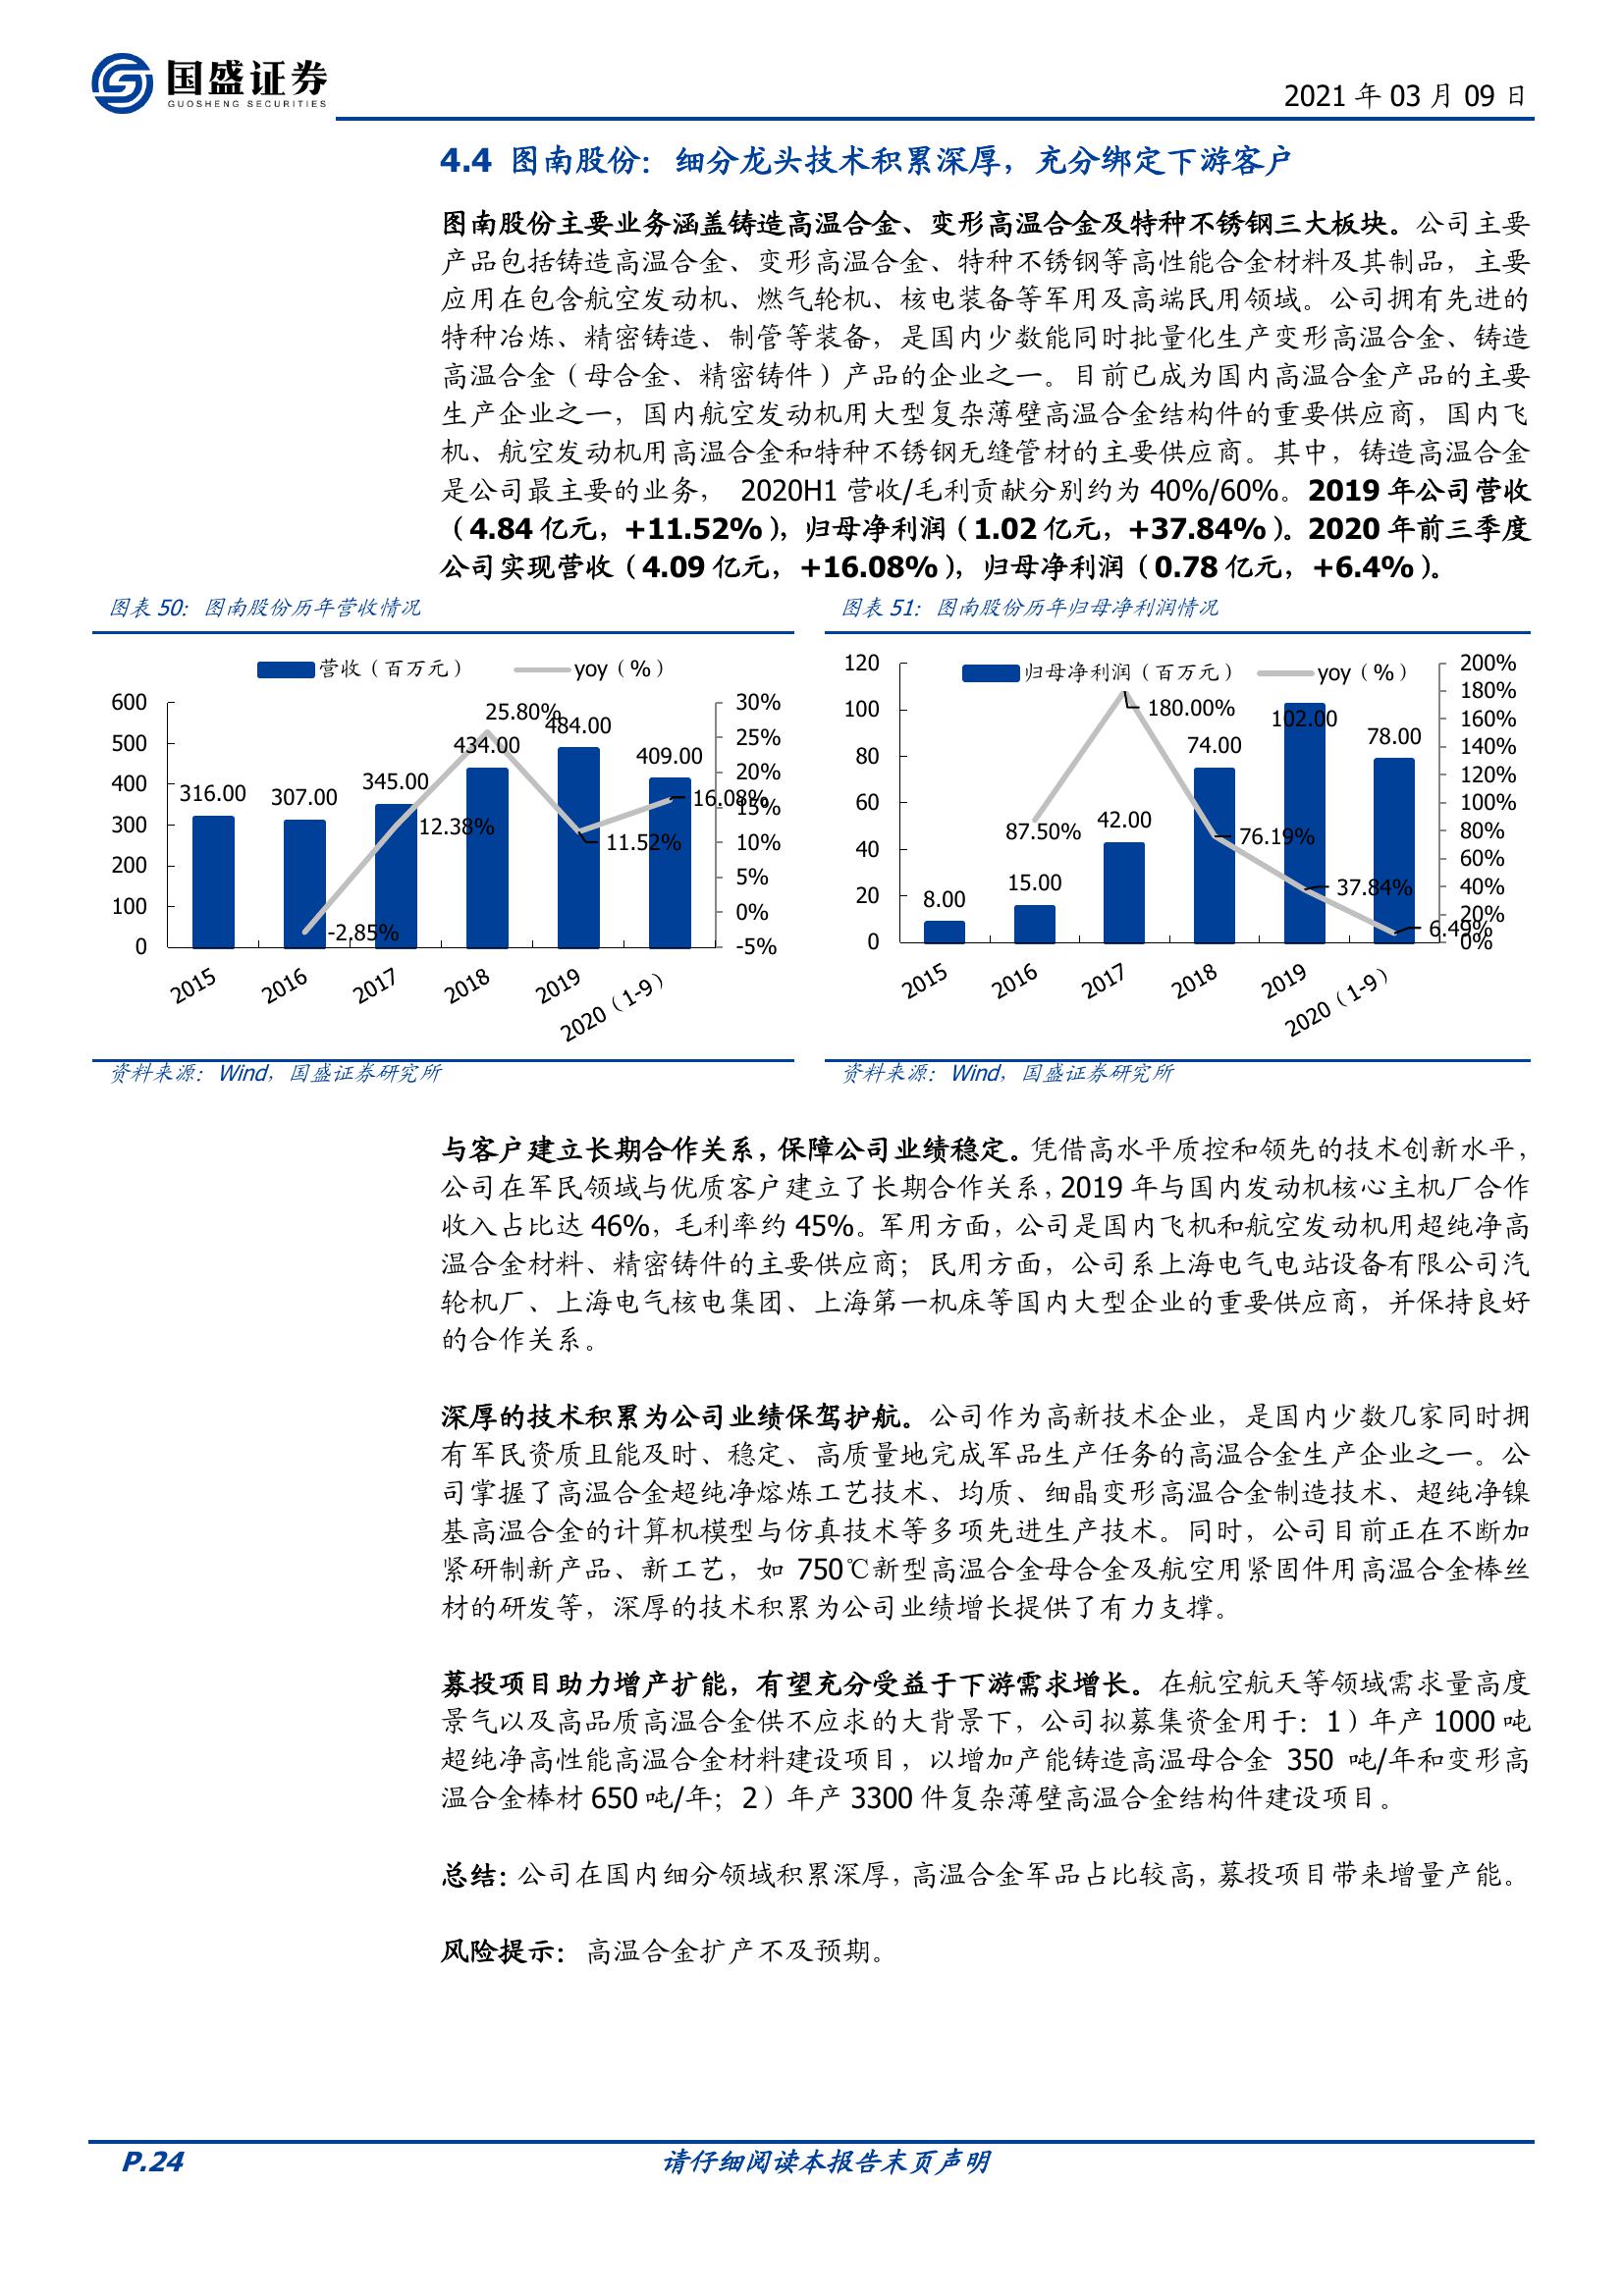 国盛证券
GUOSHENG SECURITIES
2021 年 03 月 09 日
4.4 图南股份：细分龙头技术积累深厚，充分绑定下游客户
图南股份主要业务涵盖铸造高温合金、变形高温合金及特种不锈钢三大板块。公司主要
产品包括铸造高温合金、变形高温合金、特种不锈钢等高性能合金材料及其制品，主要
应用在包含航空发动机、燃气轮机、核电装备等军用及高端民用领域。公司拥有先进的
特种冶炼、精密铸造、制管等装备，是国内少数能同时批量化生产变形高温合金、铸造
高温合金（母合金、精密铸件）产品的企业之一。目前已成为国内高温合金产品的主要
生产企业之一，国内航空发动机用大型复杂薄壁高温合金结构件的重要供应商，国内飞
机、航空发动机用高温合金和特种不锈钢无缝管材的主要供应商。其中，铸造高温合金
是公司最主要的业务， 2020H1 营收/毛利贡献分别约为 40%/60%。2019 年公司营收
（4.84 亿元，+11.52%），归母净利润（1.02 亿元，+37.84%）。2020 年前三季度
公司实现营收（4.09 亿元，+16.08%），归母净利润（0.78 亿元，+6.4%）。
图表 50：图南股份历年营收情况
营收（百万元） yoy（%）
600
500
400
300
200
100
0
30%
25%
20%
15%
10%
5%
0%
-5%
316.00
307.00
345.00
434.00
484.00
409.00
-2.85%
12.38%
25.80%
11.52%
16.08%
2015
2016
2017
2018
2019
2020（1-9）
资料来源：Wind，国盛证券研究所
图表 51：图南股份历年归母净利润情况
归母净利润（百万元） yoy（%）
120
100
80
60
40
20
0
200%
180%
160%
140%
120%
100%
80%
60%
40%
20%
0%
8.00
15.00
42.00
74.00
102.00
78.00
87.50%
180.00%
76.19%
37.84%
6.49%
2015
2016
2017
2018
2019
2020（1-9）
资料来源：Wind，国盛证券研究所
与客户建立长期合作关系，保障公司业绩稳定。凭借高水平质控和领先的技术创新水平，
公司在军民领域与优质客户建立了长期合作关系，2019 年与国内发动机核心主机厂合作
收入占比达 46%，毛利率约 45%。军用方面，公司是国内飞机和航空发动机用超纯净高
温合金材料、精密铸件的主要供应商；民用方面，公司系上海电气电站设备有限公司汽
轮机厂、上海电气核电集团、上海第一机床等国内大型企业的重要供应商，并保持良好
的合作关系。
深厚的技术积累为公司业绩保驾护航。公司作为高新技术企业，是国内少数几家同时拥
有军民资质且能及时、稳定、高质量地完成军品生产任务的高温合金生产企业之一。公
司掌握了高温合金超纯净熔炼工艺技术、均质、细晶变形高温合金制造技术、超纯净镍
基高温合金的计算机模型与仿真技术等多项先进生产技术。同时，公司目前正在不断加
紧研制新产品、新工艺，如 750℃新型高温合金母合金及航空用紧固件用高温合金棒丝
材的研发等，深厚的技术积累为公司业绩增长提供了有力支撑。
募投项目助力增产扩能，有望充分受益于下游需求增长。在航空航天等领域需求量高度
景气以及高品质高温合金供不应求的大背景下，公司拟募集资金用于：1）年产 1000 吨
超纯净高性能高温合金材料建设项目，以增加产能铸造高温母合金 350 吨/年和变形高
温合金棒材 650 吨/年；2）年产 3300 件复杂薄壁高温合金结构件建设项目。
总结：公司在国内细分领域积累深厚，高温合金军品占比较高，募投项目带来增量产能。
风险提示：高温合金扩产不及预期。
P.24
请仔细阅读本报告末页声明